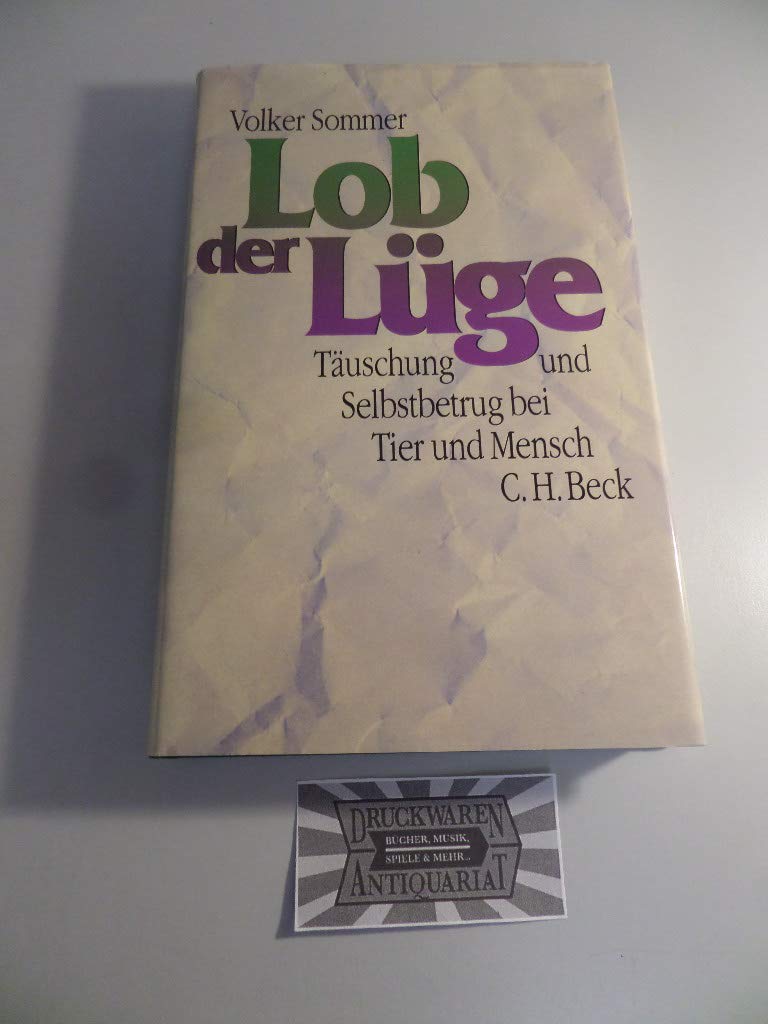 Volker Sommer
Lob
der Lüge
Täuschung und
Selbstbetrug bei
Tier und Mensch
C. H. Beck
DRUCKWAREN
BÜCHER, MUSIK,
SPIELE & MEHR...
ANTIQUARIAT